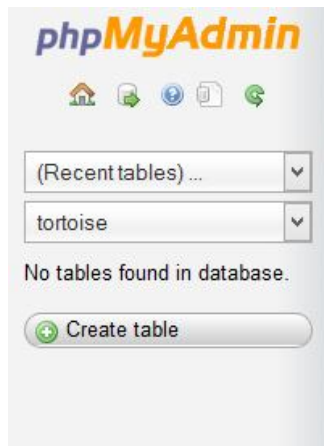 phpMyAdmin
(Recent tables) ...
tortoise
No tables found in database.
Create table